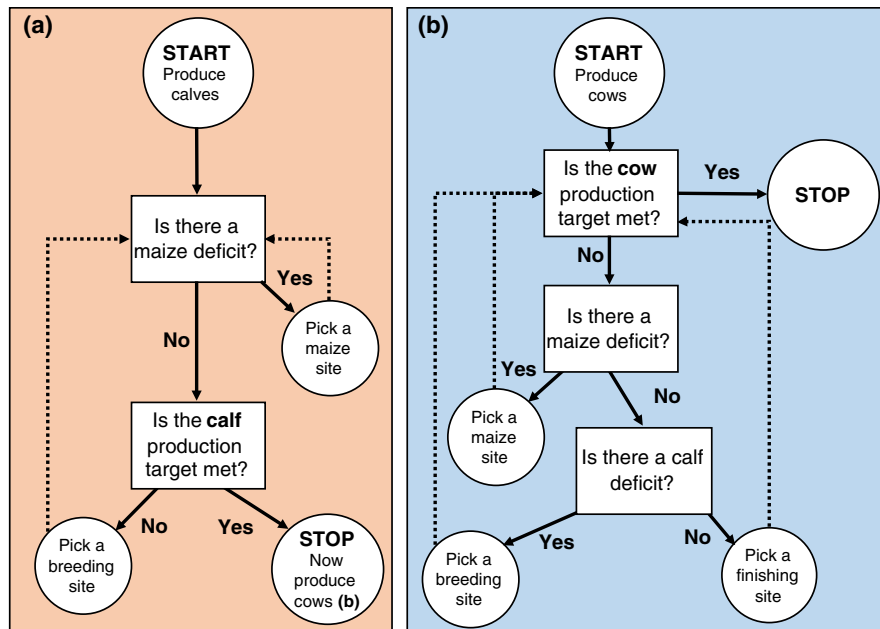 (a)
START
Produce
calves
Is there a
maize deficit?
Yes
Pick a
maize
site
No
Is the calf
production
target met?
No
Yes
Pick a
breeding
site
STOP
Now
produce
cows (b)
(b)
START
Produce
cows
Is the cow
production
target met?
Yes
STOP
No
Is there a
maize deficit?
Yes
No
Pick a
maize
site
Is there a calf
deficit?
Yes
No
Pick a
breeding
site
Pick a
finishing
site